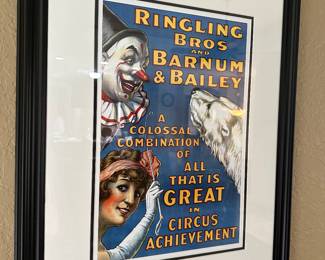 RINGLING
BROS AND
BARNUM
& BAILEY
"A
COLOSSAL
COMBINATION
OF
ALL
THAT IS
GREAT
IN
CIRCUS
ACHIEVEMENT